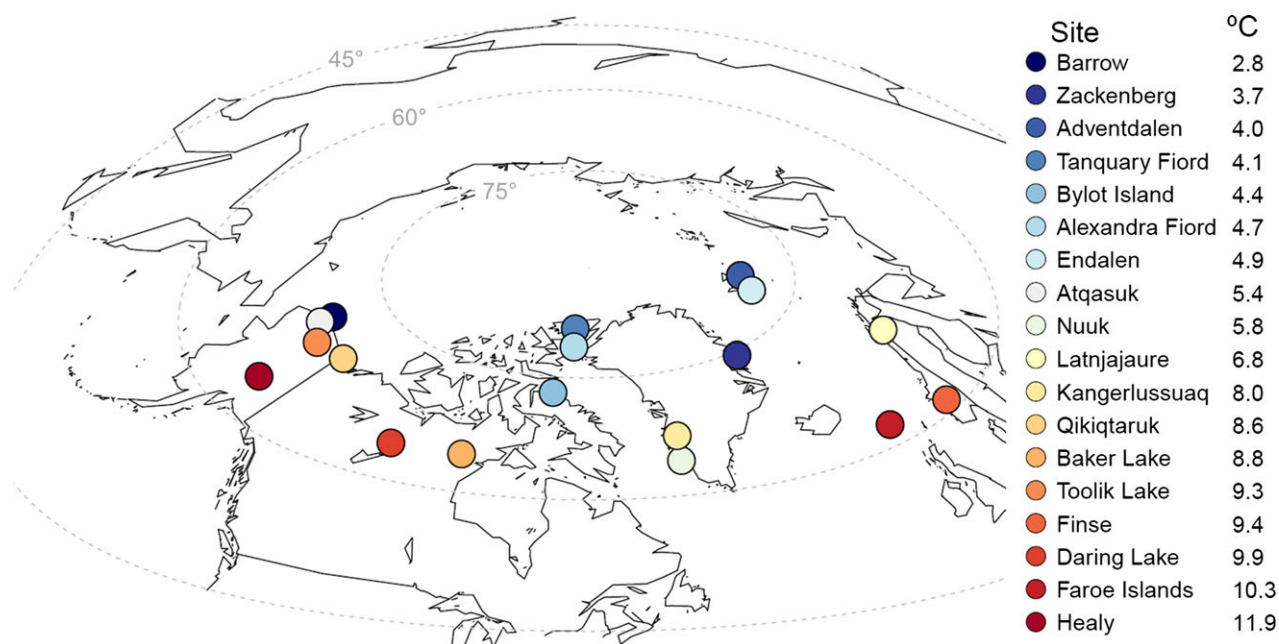 45°
60°
75°
Site ºC
Barrow 2.8
Zackenberg 3.7
Adventdalen 4.0
Tanquary Fiord 4.1
Bylot Island 4.4
Alexandra Fiord 4.7
Endalen 4.9
Atqasuk 5.4
Nuuk 5.8
Latnjajaure 6.8
Kangerlussuaq 8.0
Qikiqtaruk 8.6
Baker Lake 8.8
Toolik Lake 9.3
Finse 9.4
Daring Lake 9.9
Faroe Islands 10.3
Healy 11.9